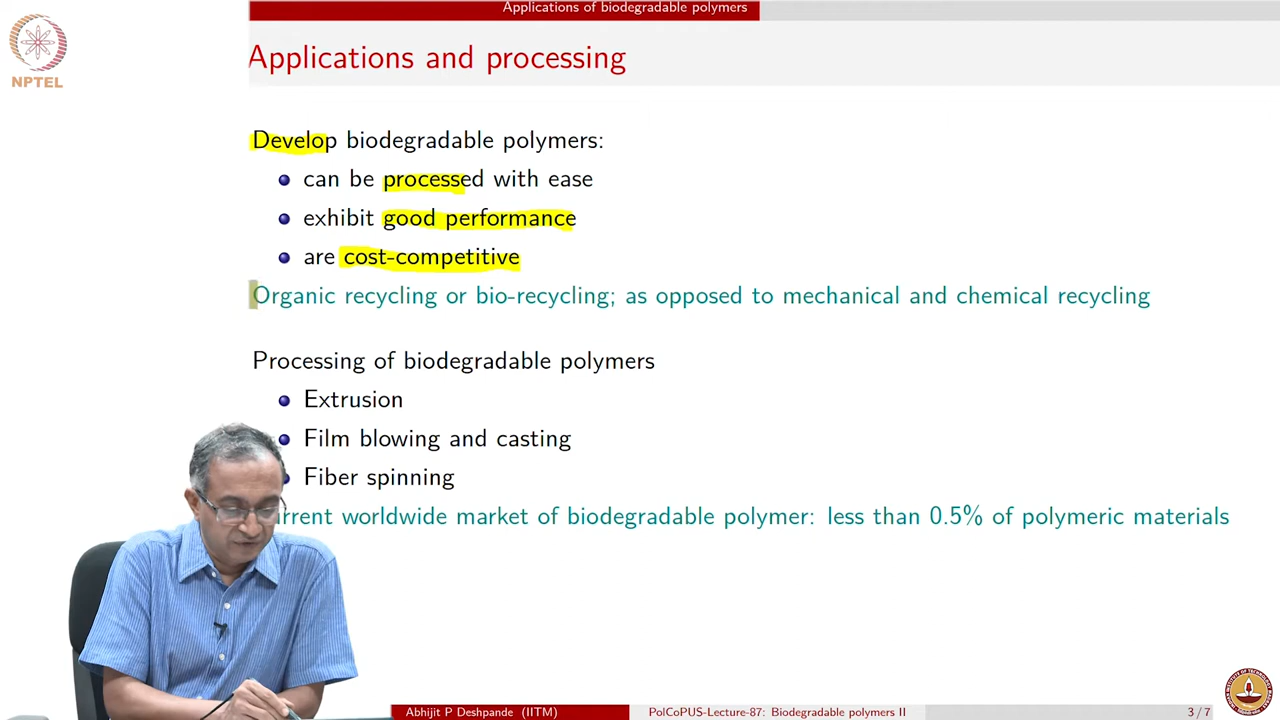 Applications of biodegradable polymers
NPTEL
Applications and processing
Develop biodegradable polymers:
can be processed with ease
exhibit good performance
are cost-competitive
Organic recycling or bio-recycling; as opposed to mechanical and chemical recycling
Processing of biodegradable polymers
Extrusion
Film blowing and casting
Fiber spinning
worldwide market of biodegradable polymer: less than 0.5% of polymeric materials
Abhijit P Deshpande (IITM)
PolCoPUS-Lecture-87: Biodegradable polymers II
3 / 7